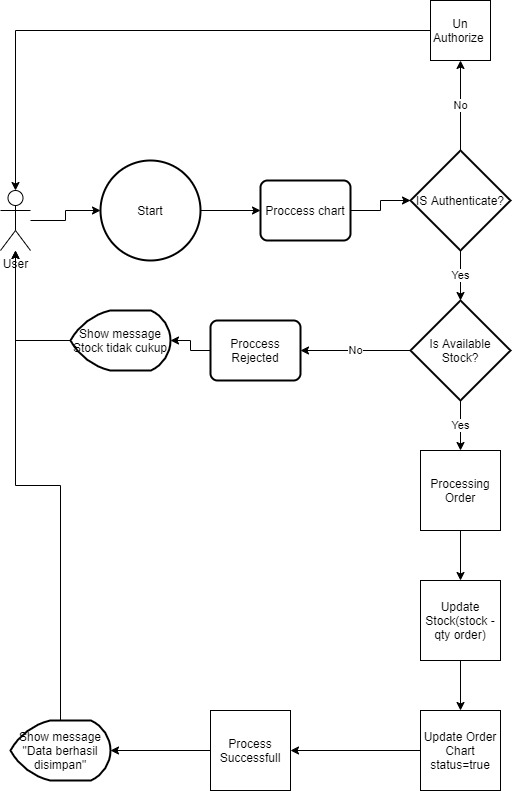 Un
Authorize
No
Start
Proccess chart
IS Authenticate?
User
Yes
Show message
Stock tidak cukup
Proccess
Rejected
No
Is Available
Stock?
Yes
Processing
Order
Update
Stock(stock -
qty order)
Show message
"Data berhasil
disimpan"
Process
Successfull
Update Order
Chart
status=true